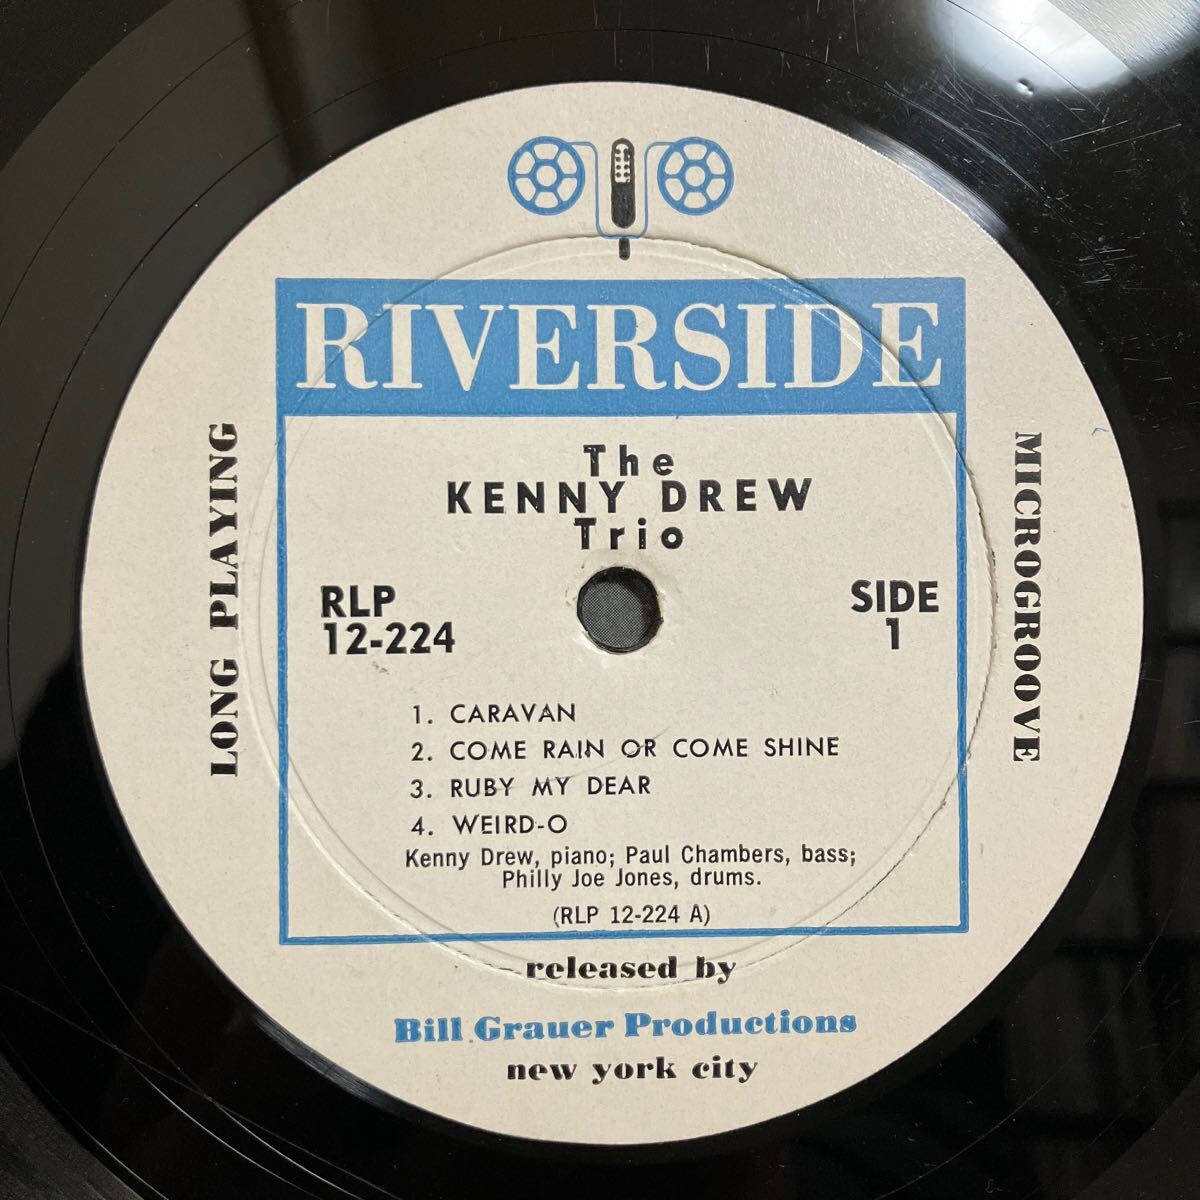 RIVERSIDE
LONG PLAYING
MICROGROOVE
The
KENNY DREW
Trio
RLP
12-224
SIDE
1
1. CARAVAN
2. COME RAIN OR COME SHINE
3. RUBY MY DEAR
4. WEIRD-O
Kenny Drew, piano; Paul Chambers, bass;
Philly Joe Jones, drums.
(RLP 12-224 A)
released by
Bill Grauer Productions
new york city